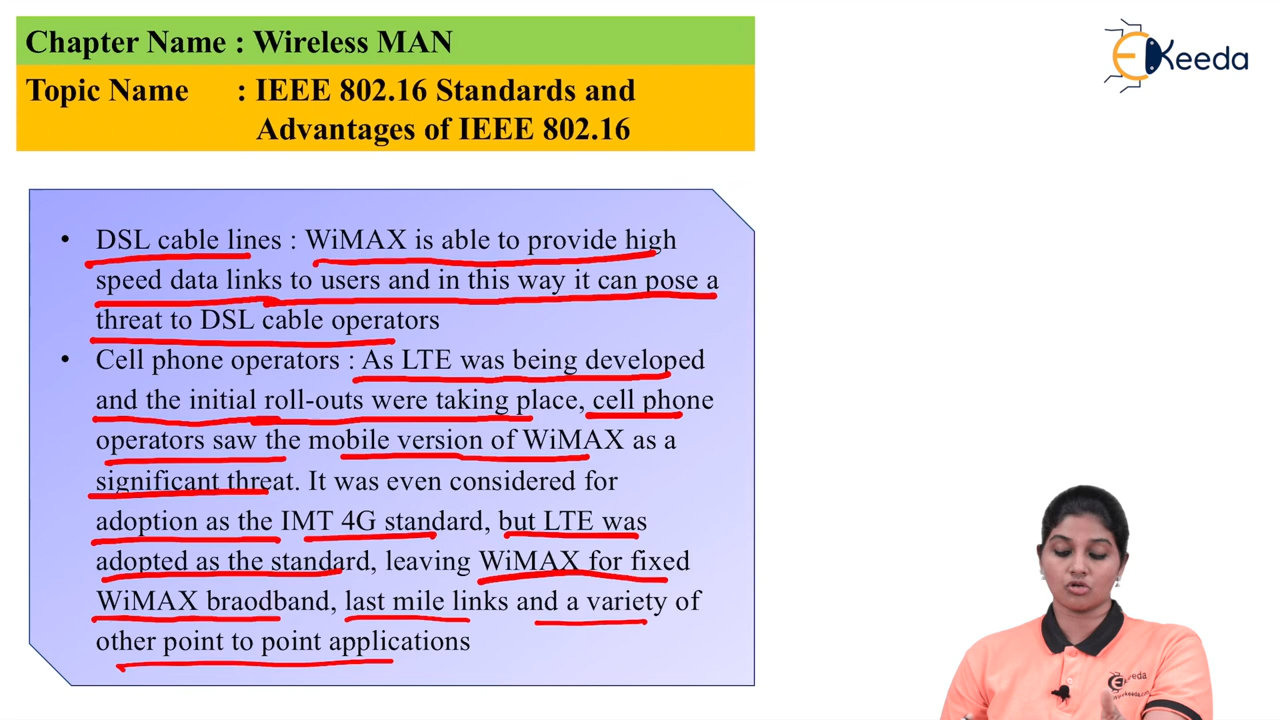 Chapter Name : Wireless MAN
Topic Name : IEEE 802.16 Standards and
Advantages of IEEE 802.16
EKeeda
• DSL cable lines : WiMAX is able to provide high
speed data links to users and in this way it can pose a
threat to DSL cable operators
• Cell phone operators : As LTE was being developed
and the initial roll-outs were taking place, cell phone
operators saw the mobile version of WiMAX as a
significant threat. It was even considered for
adoption as the IMT 4G standard, but LTE was
adopted as the standard, leaving WiMAX for fixed
WiMAX braodband, last mile links and a variety of
other point to point applications